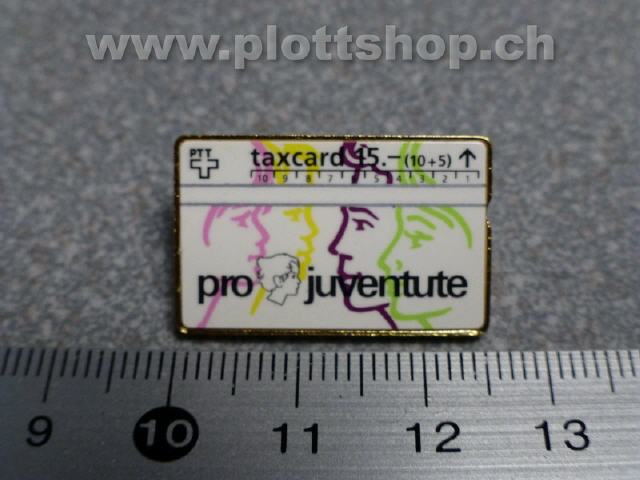 www.plottshop.ch
PTT taxcard 15.– (10+5) ↑
10 9 8 7 6 5 4 3 2 1
pro juventute
9 10 11 12 13